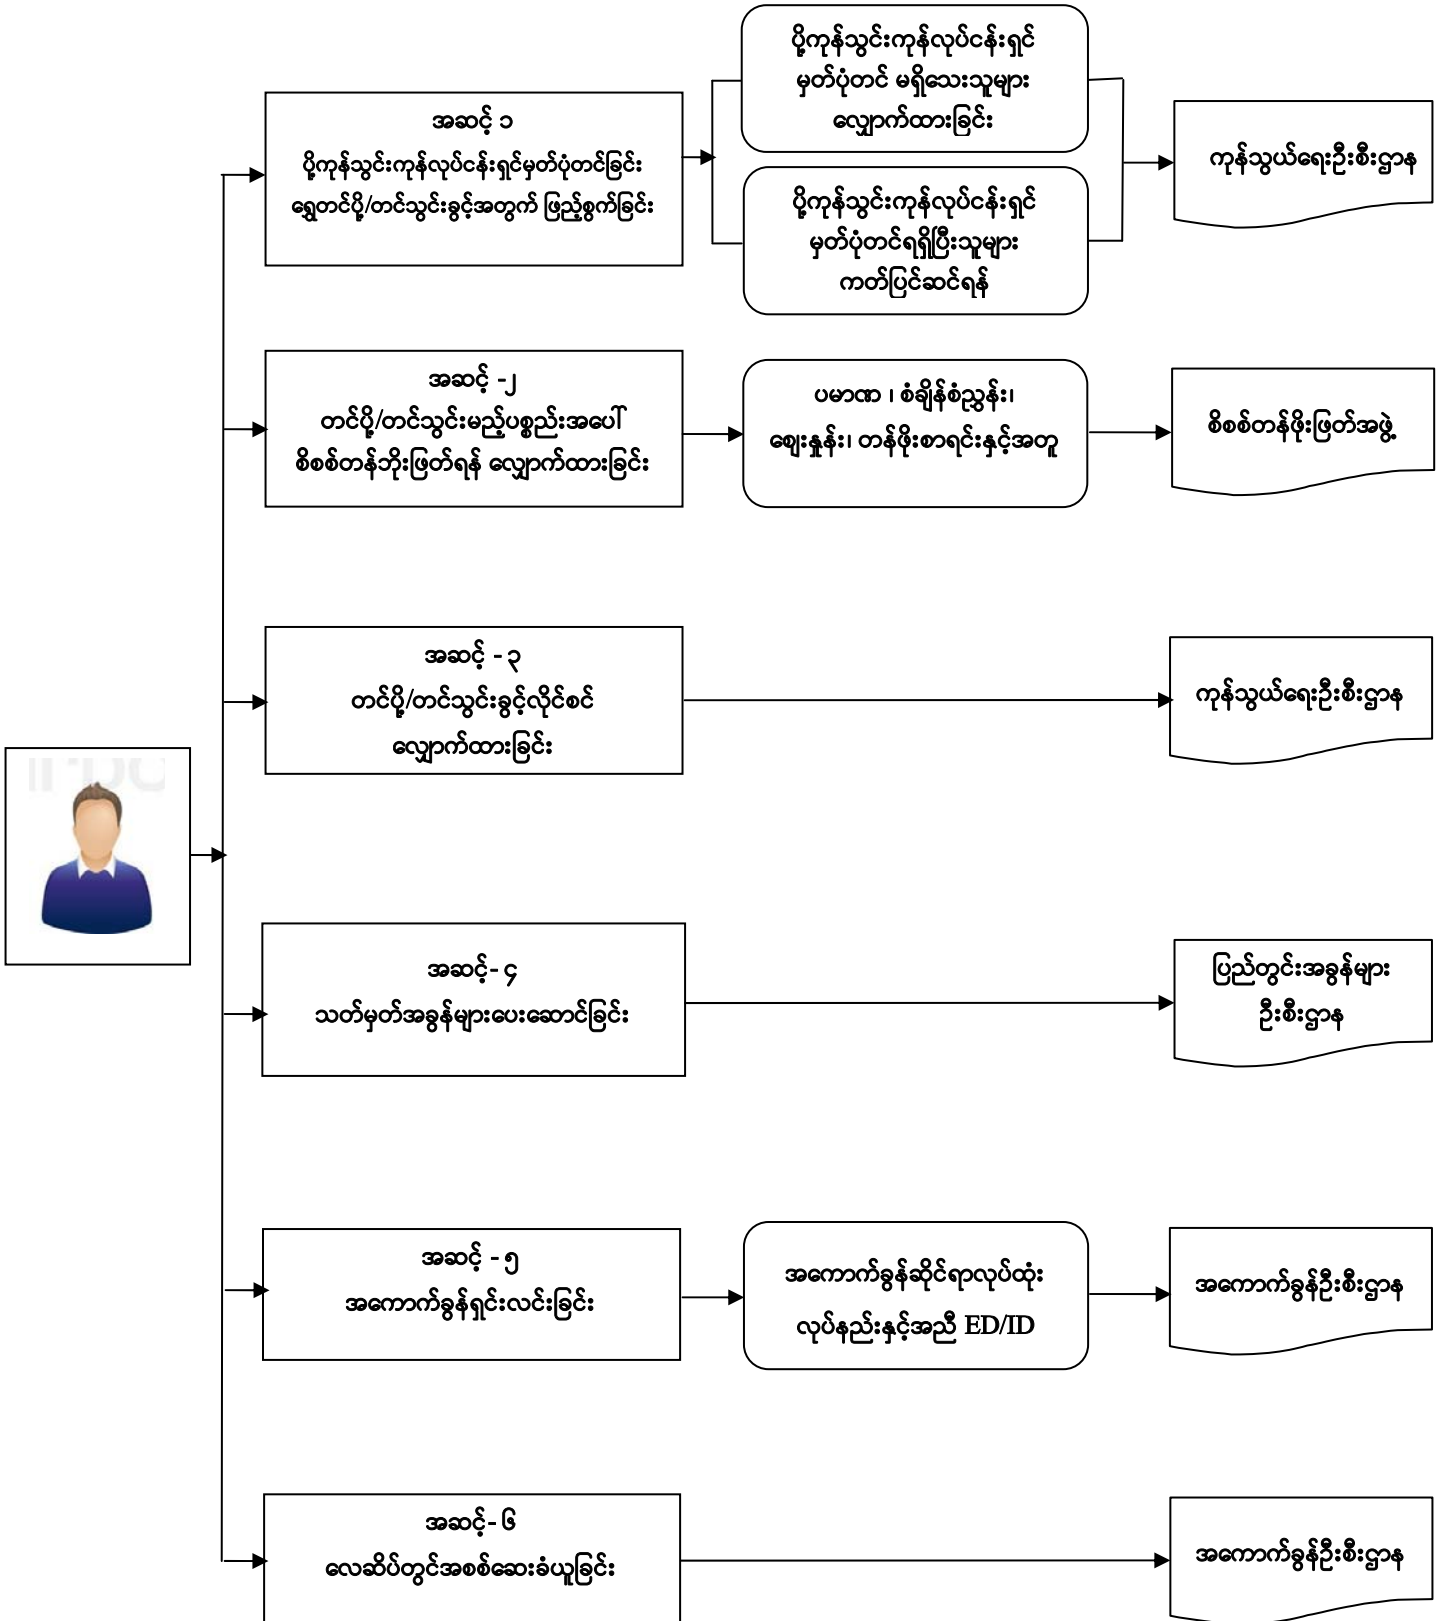 အဆင့် ၁
ပို့ကုန်သွင်းကုန်လုပ်ငန်းရှင်မှတ်ပုံတင်ခြင်း
ရွှေတင်ပို့/တင်သွင်းခွင့်အတွက် ဖြည့်စွက်ခြင်း
ပို့ကုန်သွင်းကုန်လုပ်ငန်းရှင်
မှတ်ပုံတင် မရှိသေးသူများ
လျှောက်ထားခြင်း
ပို့ကုန်သွင်းကုန်လုပ်ငန်းရှင်
မှတ်ပုံတင်ရရှိပြီးသူများ
ကတ်ပြင်ဆင်ရန်
ကုန်သွယ်ရေးဦးစီးဌာန
အဆင့် -၂
တင်ပို့/တင်သွင်းမည့်ပစ္စည်းအပေါ်
စိစစ်တန်ဘိုးဖြတ်ရန် လျှောက်ထားခြင်း
ပမာဏ ၊ စံချိန်စံညွှန်း၊
ဈေးနှုန်း၊ တန်ဖိုးစာရင်းနှင့်အတူ
စိစစ်တန်ဖိုးဖြတ်အဖွဲ့
အဆင့် - ၃
တင်ပို့/တင်သွင်းခွင့်လိုင်စင်
လျှောက်ထားခြင်း
ကုန်သွယ်ရေးဦးစီးဌာန
အဆင့်- ၄
သတ်မှတ်အခွန်များပေးဆောင်ခြင်း
ပြည်တွင်းအခွန်များ
ဦးစီးဌာန
အဆင့် - ၅
အကောက်ခွန်ရှင်းလင်းခြင်း
အကောက်ခွန်ဆိုင်ရာလုပ်ထုံး
လုပ်နည်းနှင့်အညီ ED/ID
အကောက်ခွန်ဦးစီးဌာန
အဆင့်- ၆
လေဆိပ်တွင်အစစ်ဆေးခံယူခြင်း
အကောက်ခွန်ဦးစီးဌာန